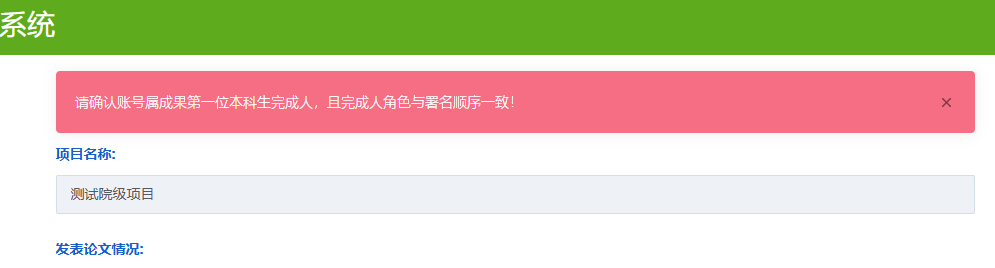 系统
请确认账号属成果第一位本科生完成人，且完成人角色与署名顺序一致！
×
项目名称:
测试院级项目
发表论文情况: